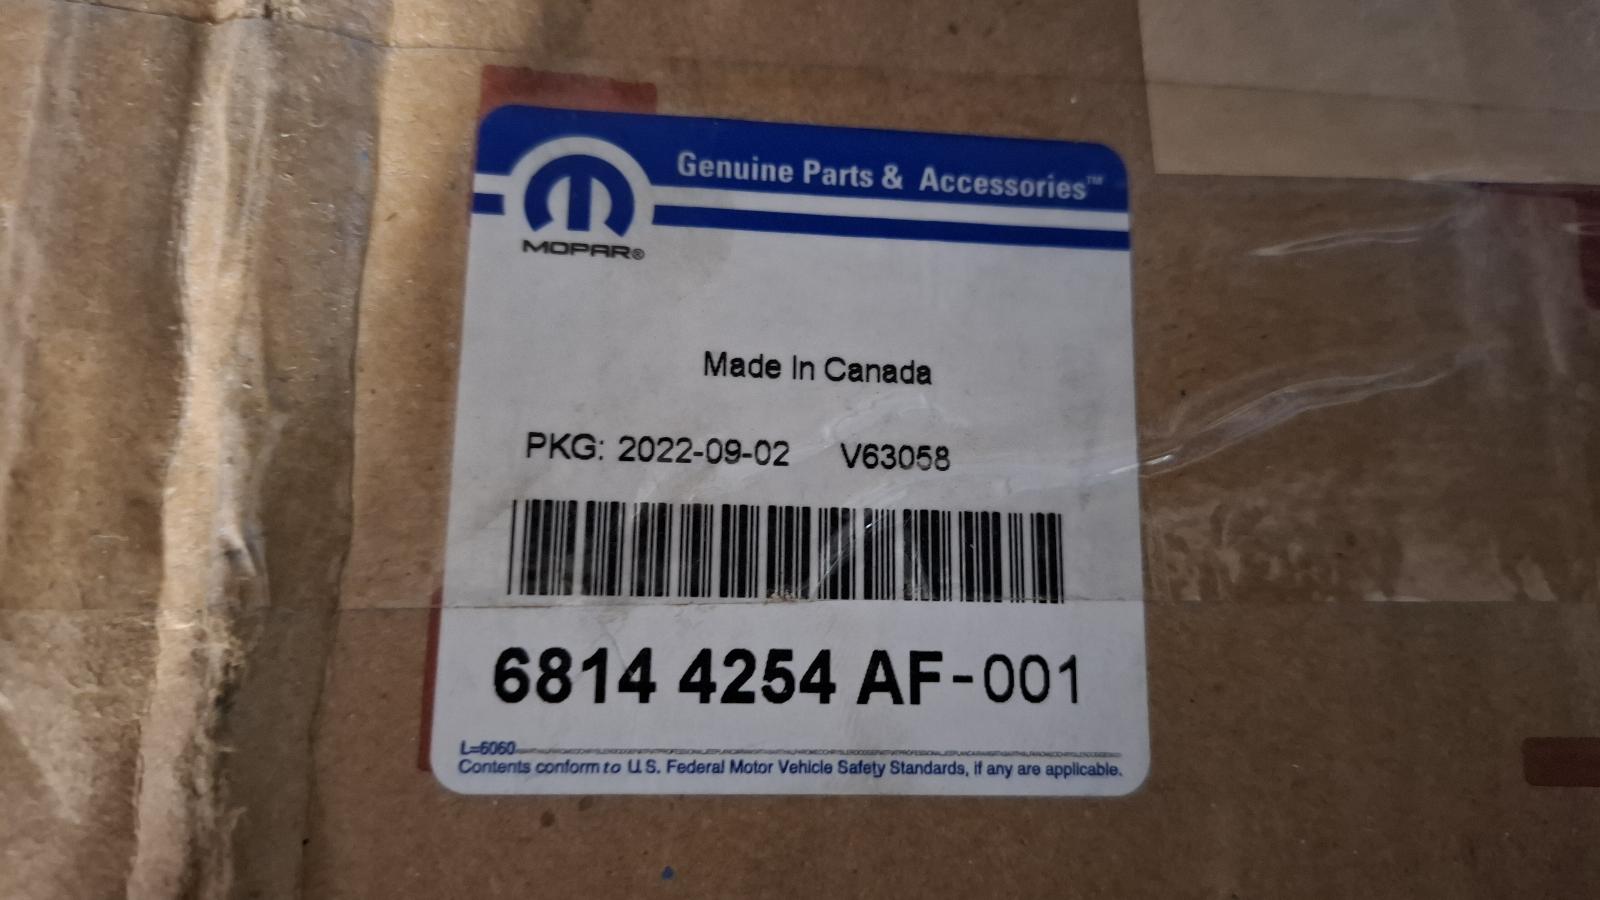 Genuine Parts & Accessories™
MOPAR®
Made In Canada
PKG: 2022-09-02 V63058
6814 4254 AF-001
L=6060
Contents conform to U.S. Federal Motor Vehicle Safety Standards, if any are applicable.